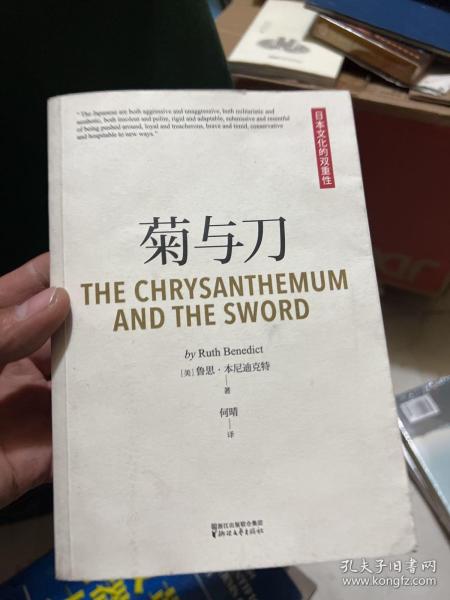 "The Japanese are both aggressive and unaggressive, both militaristic and
aesthetic, both insolent and polite, rigid and adaptable, submissive and resentful
of being pushed around, loyal and treacherous, brave and timid, conservative
and hospitable to new ways."
日本文化的双重性
菊与刀
THE CHRYSANTHEMUM
AND THE SWORD
by Ruth Benedict
[美] 鲁思·本尼迪克特
著
何晴
译
浙江出版联合集团
浙江文艺出版社
孔夫子旧书网
www.kongfz.com